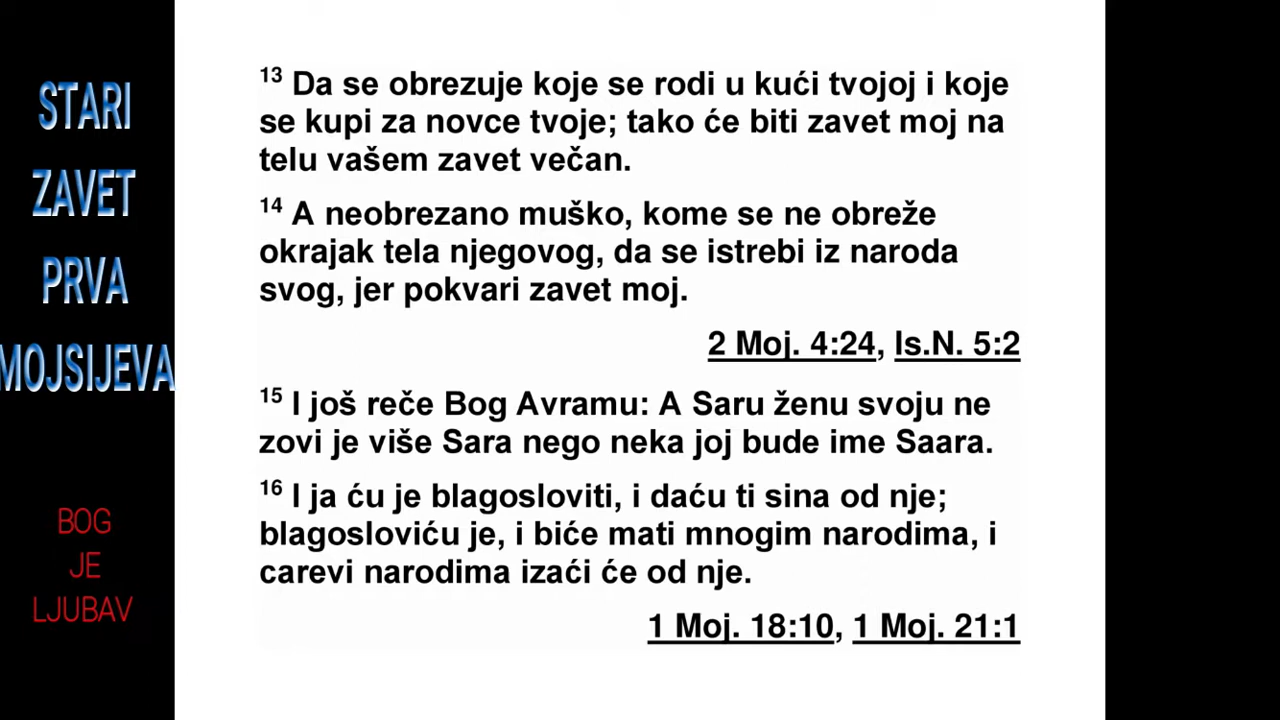 STARI
ZAVET
PRVA
MOJSIJEVA
BOG
JE
LJUBAV
13 Da se obrezuje koje se rodi u kući tvojoj i koje
se kupi za novce tvoje; tako će biti zavet moj na
telu vašem zavet večan.
14 A neobrezano muško, kome se ne obreže
okrajak tela njegovog, da se istrebi iz naroda
svog, jer pokvari zavet moj.
2 Moj. 4:24, Is.N. 5:2
15 I još reče Bog Avramu: A Saru ženu svoju ne
zovi je više Sara nego neka joj bude ime Saara.
16 I ja ću je blagosloviti, i daću ti sina od nje;
blagosloviću je, i biće mati mnogim narodima, i
carevi narodima izaći će od nje.
1 Moj. 18:10, 1 Moj. 21:1